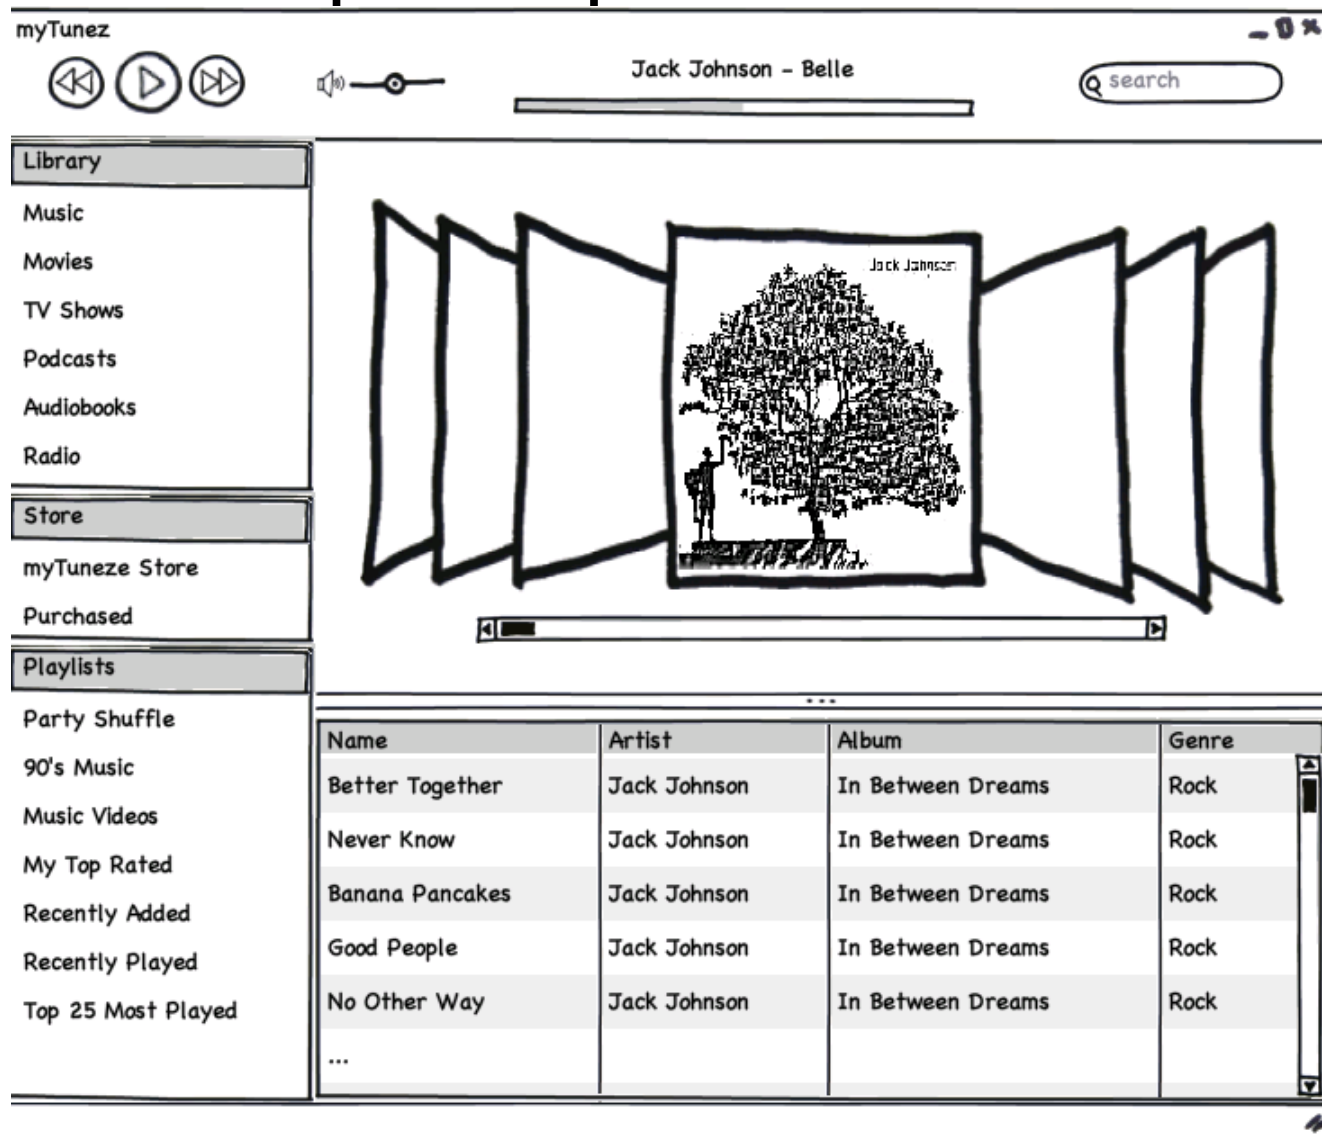 myTunez
Jack Johnson - Belle
search
Library
Music
Movies
TV Shows
Podcasts
Audiobooks
Radio
Store
myTuneze Store
Purchased
Playlists
Party Shuffle
90's Music
Music Videos
My Top Rated
Recently Added
Recently Played
Top 25 Most Played
Jack Johnson
Name Artist Album Genre
Better Together Jack Johnson In Between Dreams Rock
Never Know Jack Johnson In Between Dreams Rock
Banana Pancakes Jack Johnson In Between Dreams Rock
Good People Jack Johnson In Between Dreams Rock
No Other Way Jack Johnson In Between Dreams Rock
...